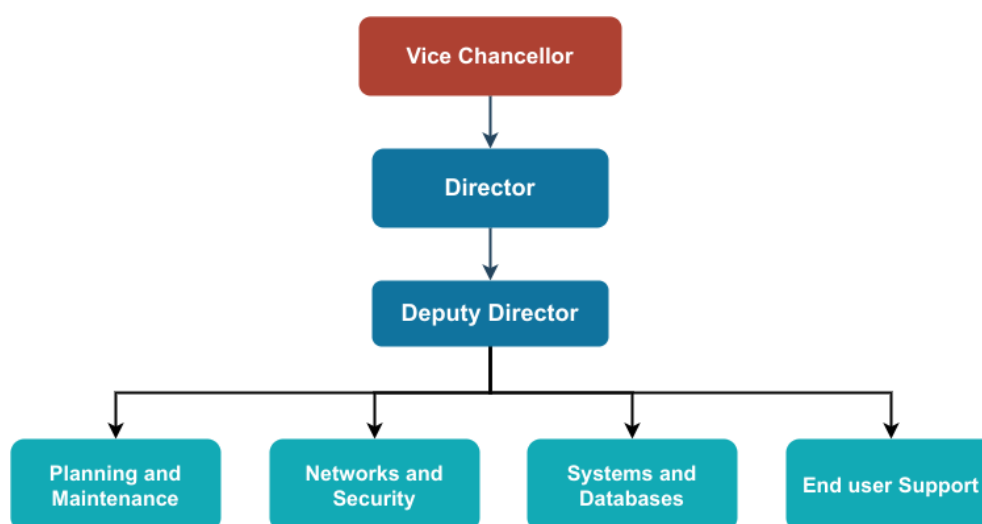 Vice Chancellor
Director
Deputy Director
Planning and
Maintenance
Networks and
Security
Systems and
Databases
End user Support